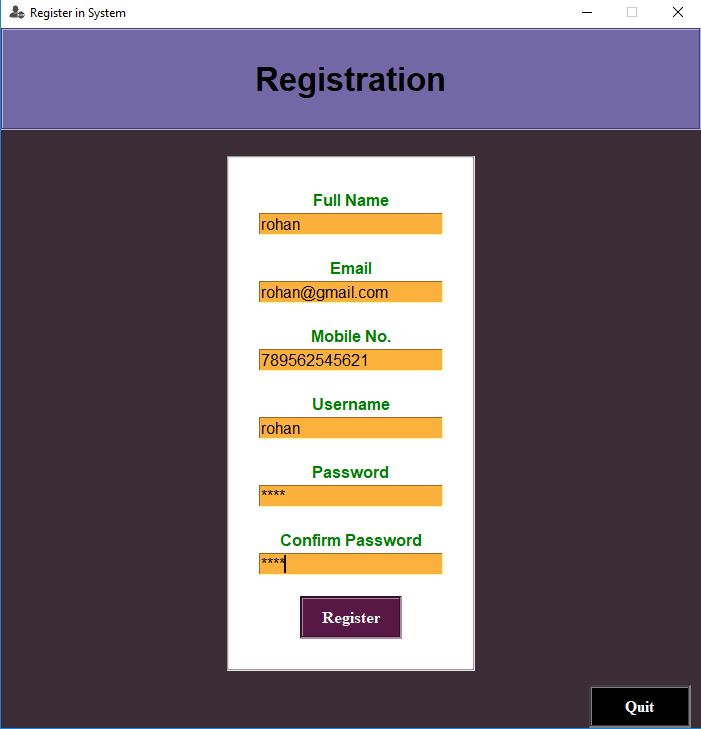 Register in System
Registration
Full Name
rohan
Email
rohan@gmail.com
Mobile No.
789562545621
Username
rohan
Password
****
Confirm Password
****
Register
Quit